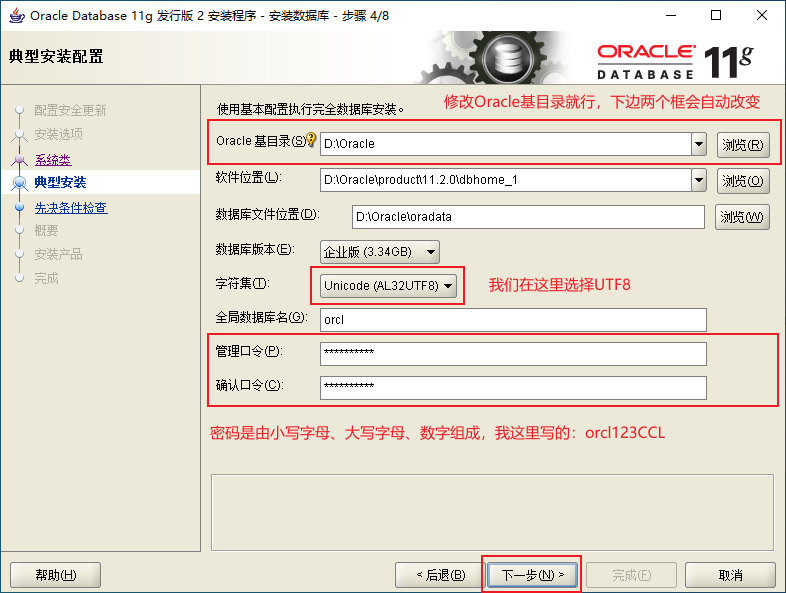 Oracle Database 11g 发行版 2 安装程序 - 安装数据库 - 步骤 4/8
典型安装配置
ORACLE
DATABASE 11g
配置安全更新
安装选项
系统类
典型安装
先决条件检查
概要
安装产品
完成
使用基本配置执行完全数据库安装。
修改Oracle基目录就行，下边两个框会自动改变
Oracle 基目录(S) D:\Oracle 浏览(R)
软件位置(L): D:\Oracle\product\11.2.0\dbhome_1 浏览(O)
数据库文件位置(D): D:\Oracle\oradata 浏览(W)
数据库版本(E): 企业版 (3.34GB)
字符集(T): Unicode (AL32UTF8) 我们在这里选择UTF8
全局数据库名(G): orcl
管理口令(P): **********
确认口令(C): **********
密码是由小写字母、大写字母、数字组成，我这里写的：orcl123CCL
帮助(H) < 后退(B) 下一步(N) > 完成(F) 取消